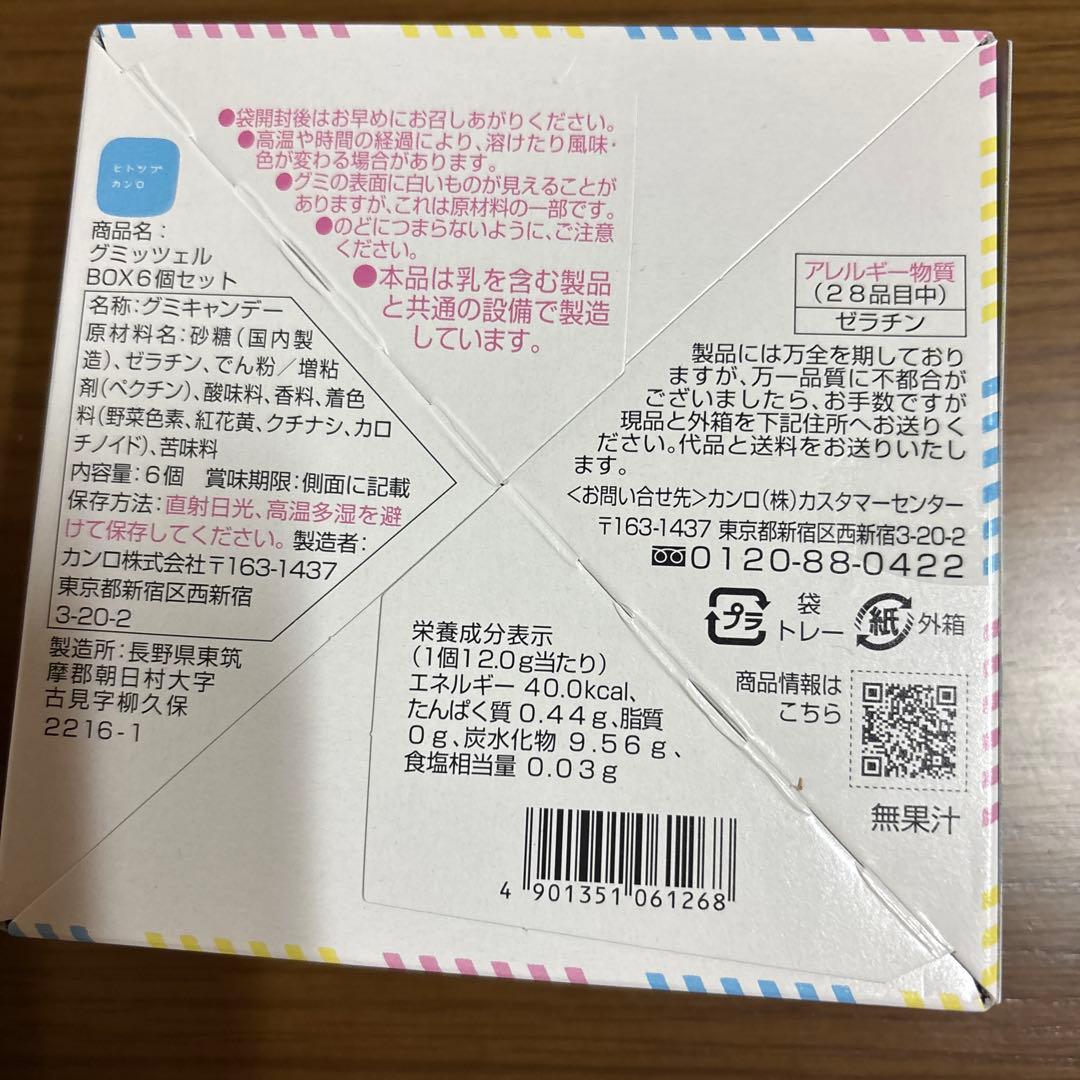 ●袋開封後はお早めにお召しあがりください。
●高温や時間の経過により、溶けたり風味・
色が変わる場合があります。
●グミの表面に白いものが見えることが
ありますが、これは原材料の一部です。
●のどにつまらないように、ご注意
ください。
●本品は乳を含む製品
と共通の設備で製造
しています。
ヒトツブ
カンロ
商品名：
グミッツェル
BOX6個セット
名称：グミキャンデー
原材料名：砂糖（国内製
造）、ゼラチン、でん粉／増粘
剤（ペクチン）、酸味料、香料、着色
料（野菜色素、紅花黄、クチナシ、カロ
チノイド）、苦味料
内容量：6個　賞味期限：側面に記載
保存方法：直射日光、高温多湿を避
けて保存してください。製造者：
カンロ株式会社〒163-1437
東京都新宿区西新宿
3-20-2
製造所：長野県東筑
摩郡朝日村大字
古見字柳久保
2216-1
アレルギー物質
（28品目中）
ゼラチン
製品には万全を期しており
ますが、万一品質に不都合が
ございましたら、お手数ですが
現品と外箱を下記住所へお送りく
ださい。代品と送料をお送りいたし
ます。
＜お問い合せ先＞カンロ（株）カスタマーセンター
〒163-1437 東京都新宿区西新宿3-20-2
0120-88-0422
プラ
袋
トレー
紙
外箱
商品情報は
こちら
無果汁
栄養成分表示
（1個12.0g当たり）
エネルギー 40.0kcal、
たんぱく質 0.44g、脂質
0g、炭水化物 9.56g、
食塩相当量 0.03g
4 901351 061268